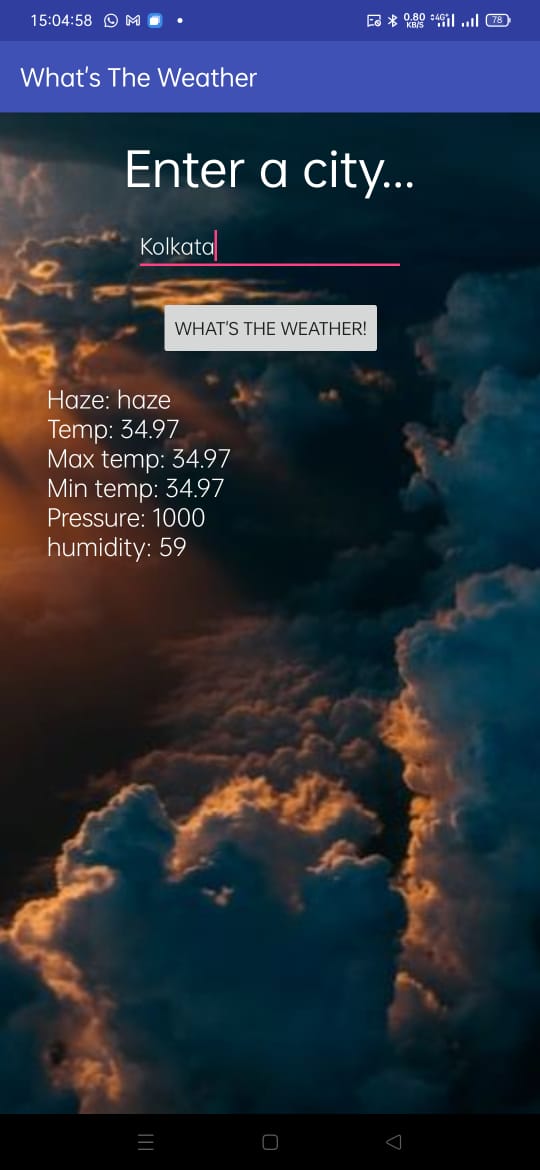 15:04:58 0.80 KB/S 4G+ 78
What's The Weather
Enter a city...
Kolkata
WHAT'S THE WEATHER!
Haze: haze
Temp: 34.97
Max temp: 34.97
Min temp: 34.97
Pressure: 1000
humidity: 59